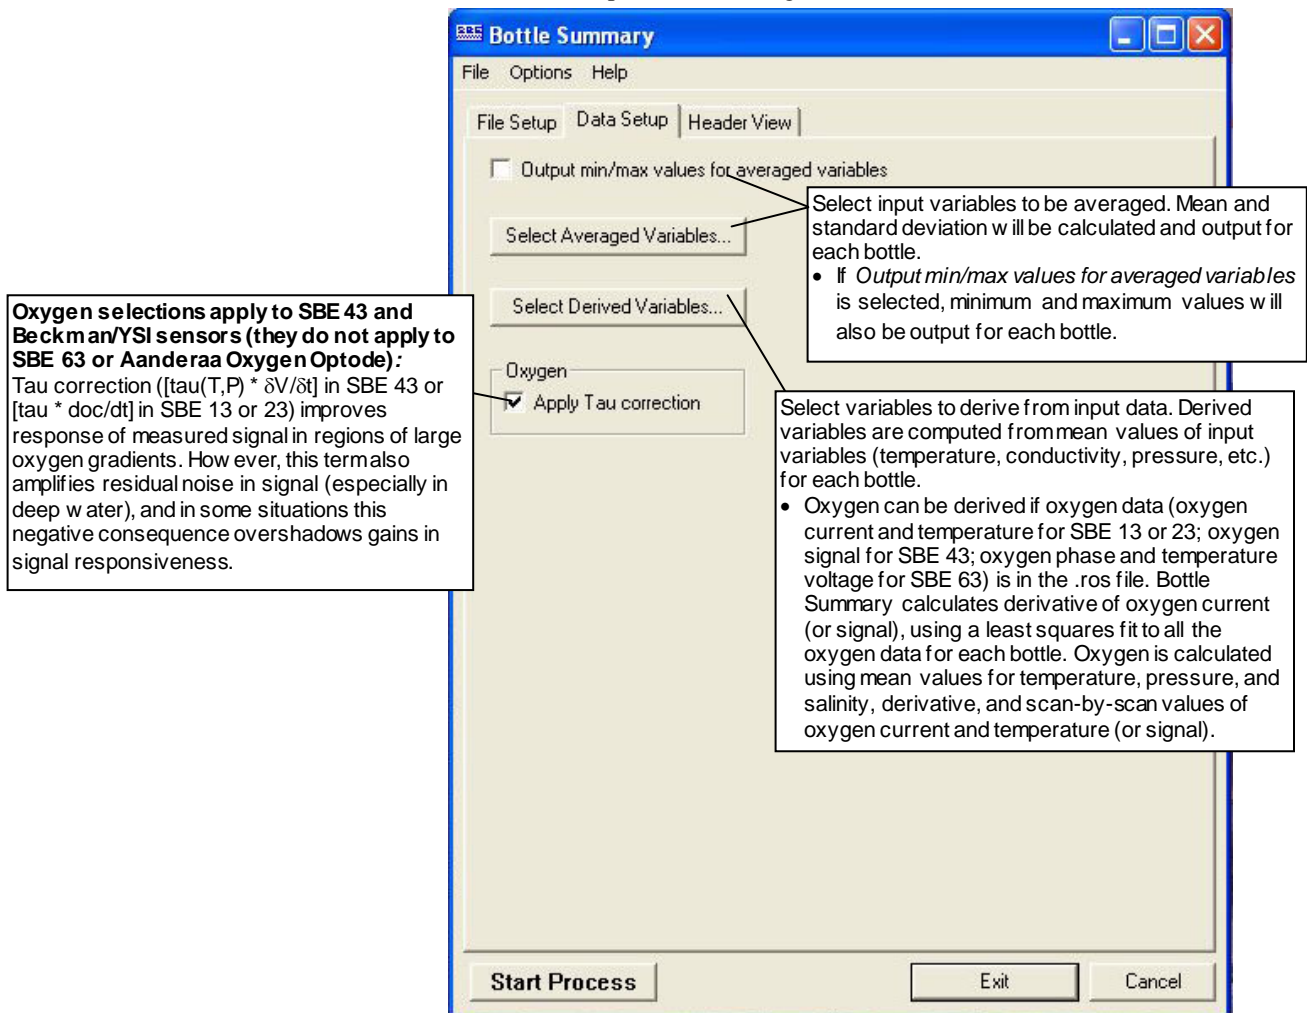 SBE Bottle Summary
File Options Help
File Setup Data Setup Header View
Output min/max values for averaged variables
Select Averaged Variables...
Select input variables to be averaged. Mean and
standard deviation will be calculated and output for
each bottle.
• If Output min/max values for averaged variables
is selected, minimum and maximum values will
also be output for each bottle.
Select Derived Variables...
Oxygen selections apply to SBE 43 and
Beckman/YSI sensors (they do not apply to
SBE 63 or Aanderaa Oxygen Optode):
Tau correction ([tau(T,P) * δV/δt] in SBE 43 or
[tau * doc/dt] in SBE 13 or 23) improves
response of measured signal in regions of large
oxygen gradients. However, this term also
amplifies residual noise in signal (especially in
deep water), and in some situations this
negative consequence overshadows gains in
signal responsiveness.
Oxygen
Apply Tau correction
Select variables to derive from input data. Derived
variables are computed from mean values of input
variables (temperature, conductivity, pressure, etc.)
for each bottle.
• Oxygen can be derived if oxygen data (oxygen
current and temperature for SBE 13 or 23; oxygen
signal for SBE 43; oxygen phase and temperature
voltage for SBE 63) is in the .ros file. Bottle
Summary calculates derivative of oxygen current
(or signal), using a least squares fit to all the
oxygen data for each bottle. Oxygen is calculated
using mean values for temperature, pressure, and
salinity, derivative, and scan-by-scan values of
oxygen current and temperature (or signal).
Start Process Exit Cancel